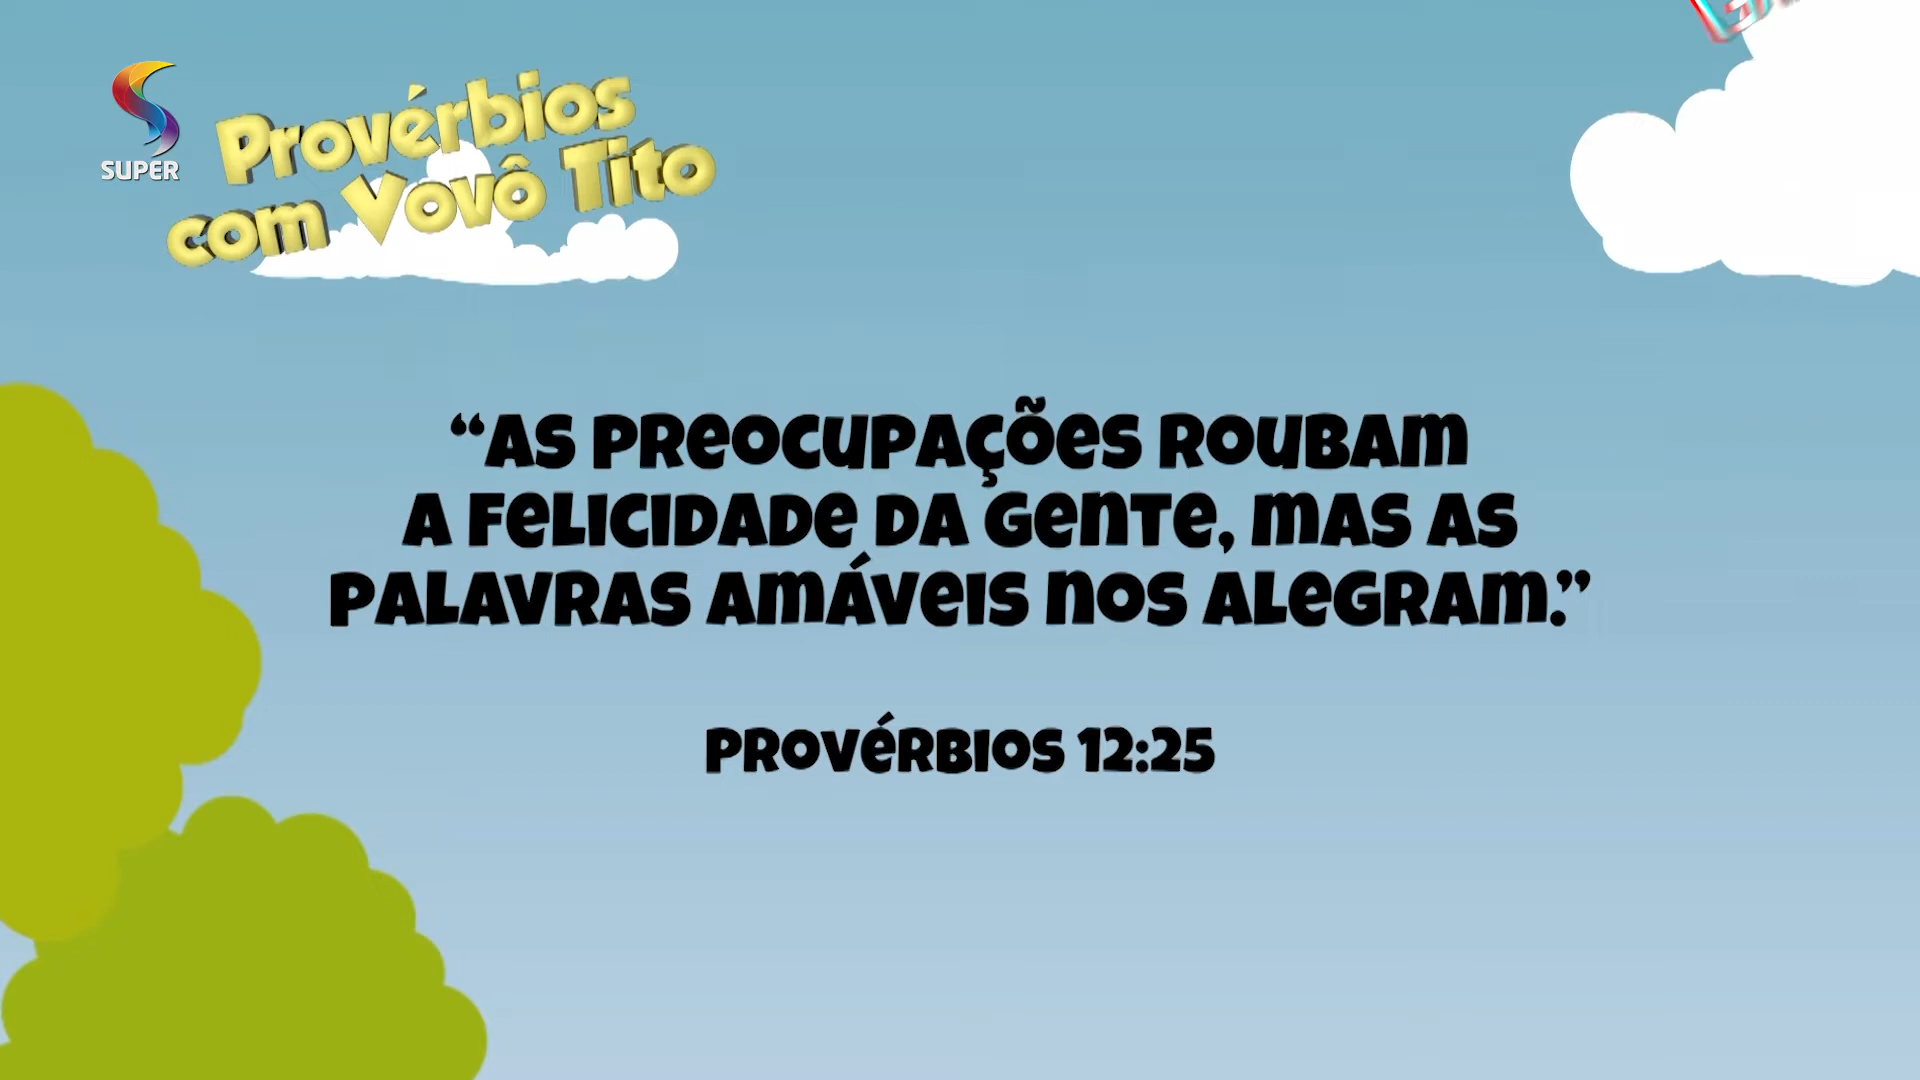 SUPER
Provérbios
com Vovô Tito
“AS PREOCUPAÇÕES ROUBAM
A FELICIDADE DA GENTE, MAS AS
PALAVRAS AMÁVEIS NOS ALEGRAM.”
PROVÉRBIOS 12:25